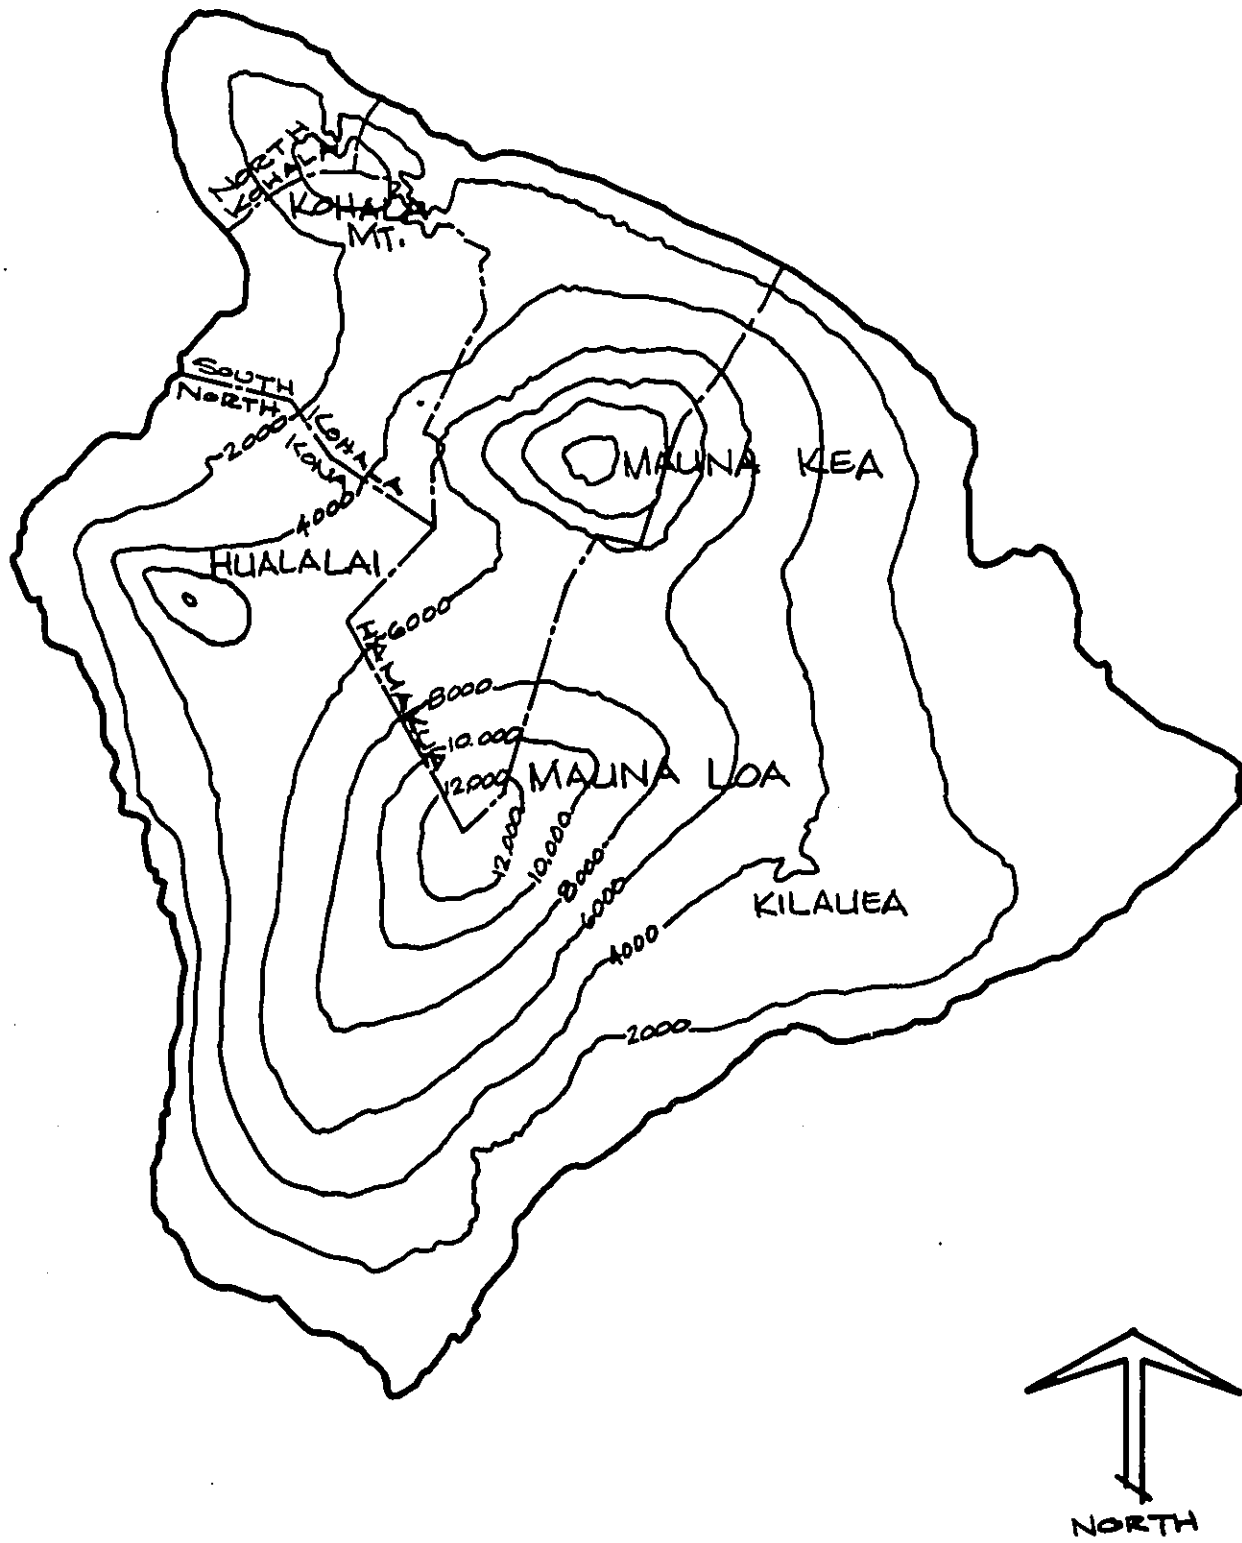 NORTH
KOHALA
KOHALA
MT.
SOUTH
KOHALA
NORTH
KONA
2000
4000
MAUNA KEA
HUALALAI
6000
HAMAKUA
8000
10.000
12.000
MAUNA LOA
12.000
10.000
8000
6000
4000
KILAUEA
2000
NORTH